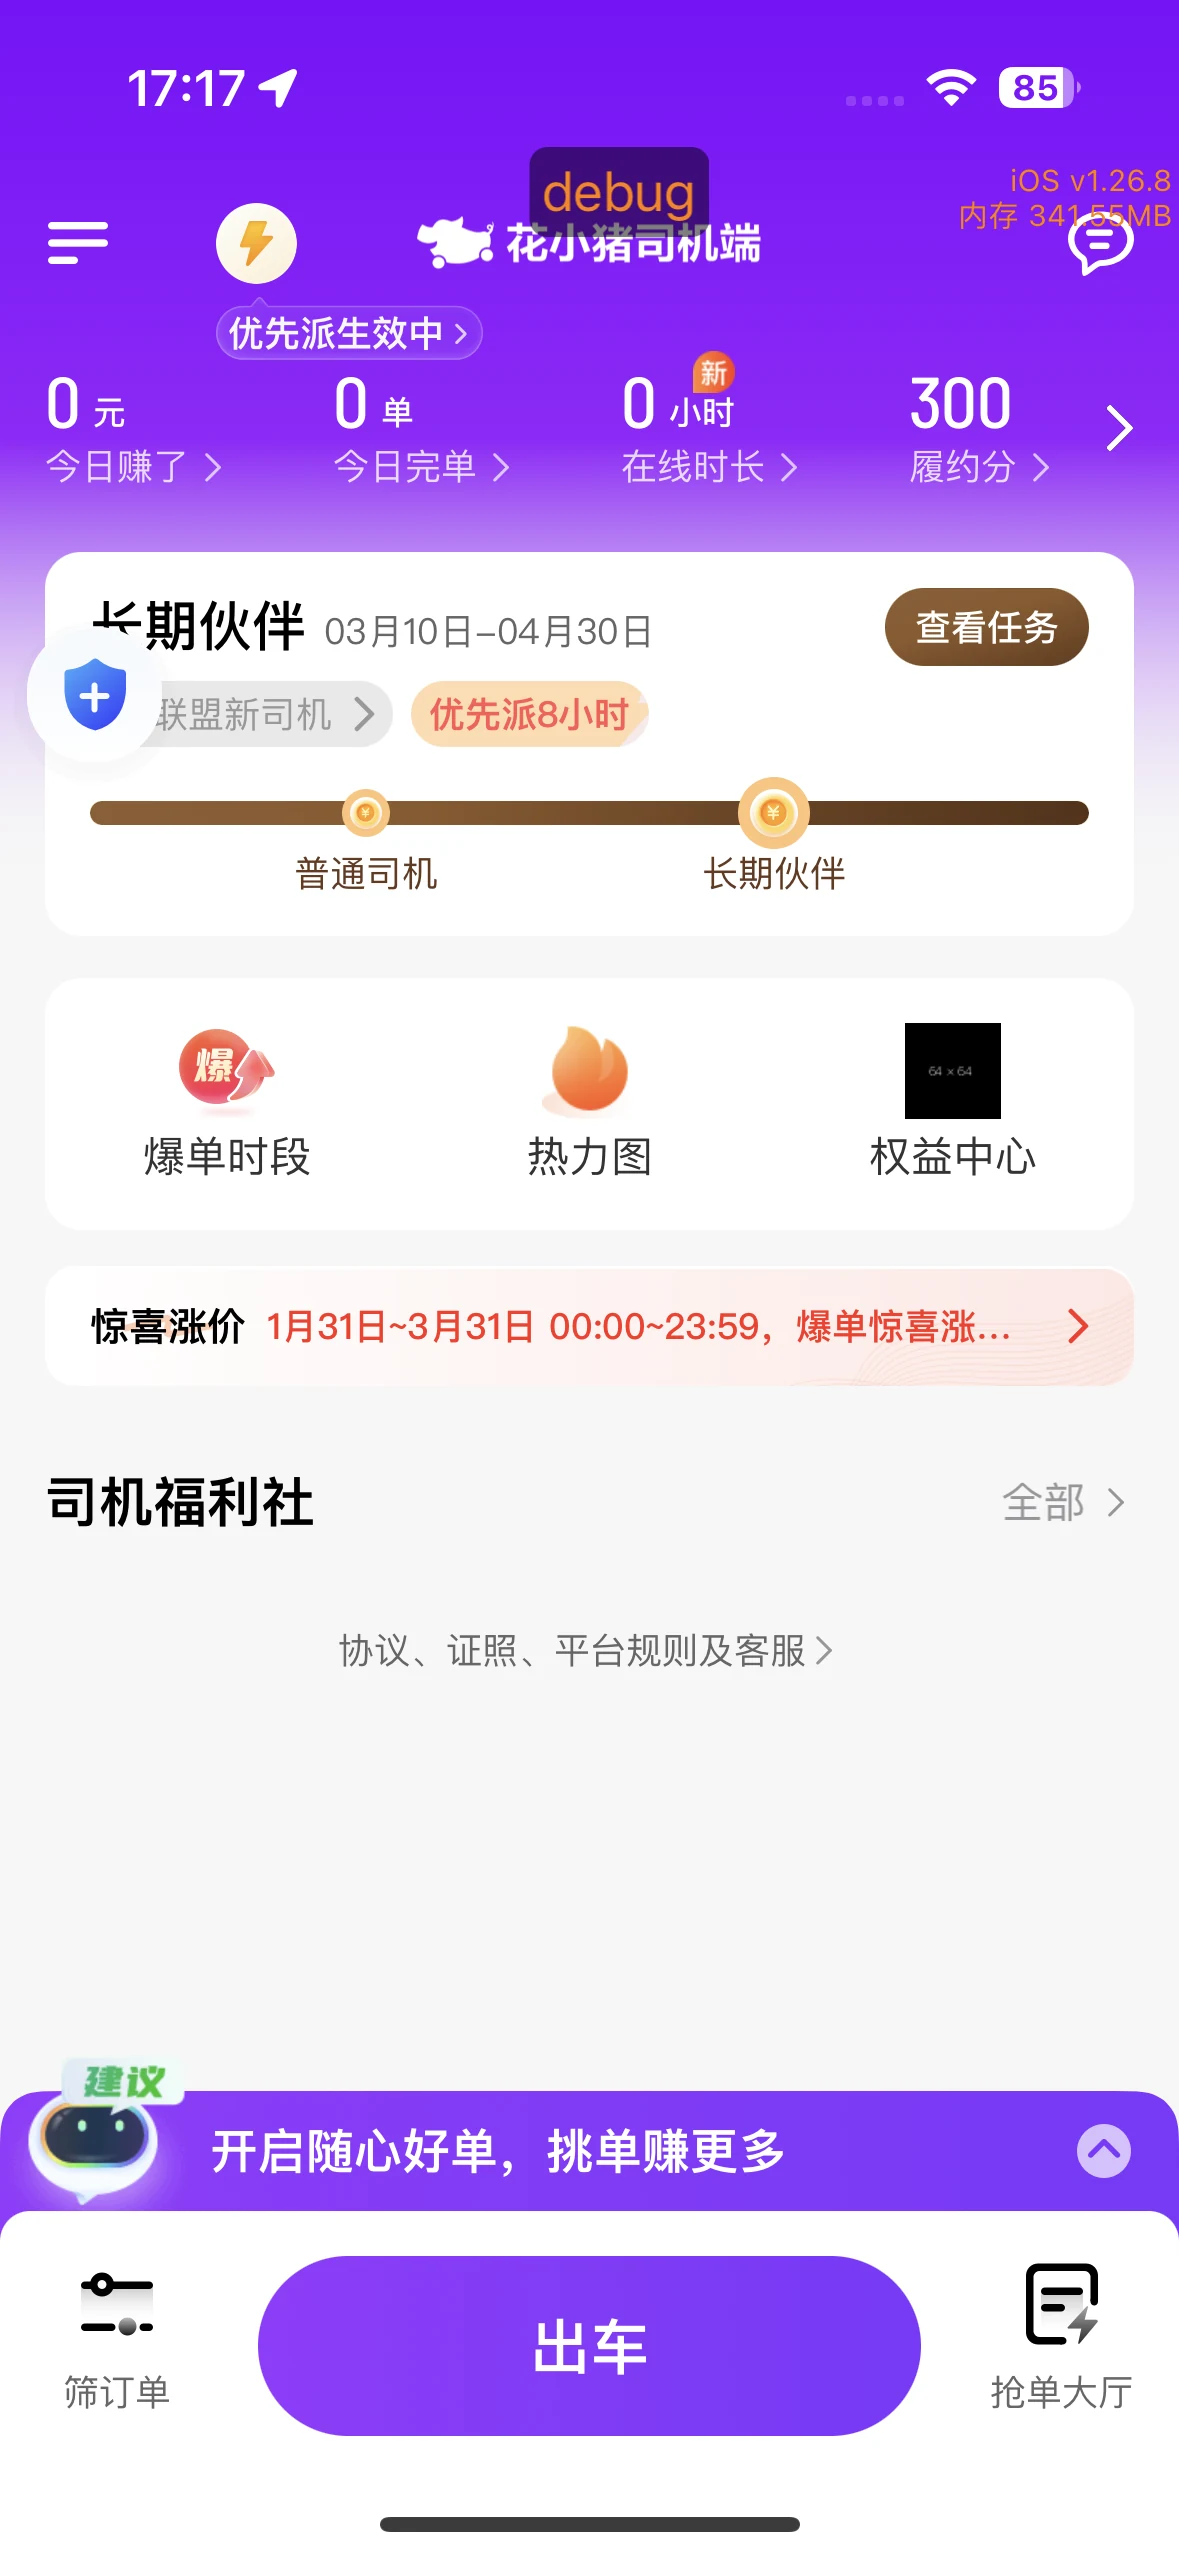 17:17
85
debug
iOS v1.26.8
内存 341.55MB
花小猪司机端
优先派生效中
0 元
0 单
0 小时
新
300
今日赚了
今日完单
在线时长
履约分
长期伙伴 03月10日-04月30日
查看任务
联盟新司机
优先派8小时
普通司机
长期伙伴
爆
64 × 64
爆单时段
热力图
权益中心
惊喜涨价 1月31日~3月31日 00:00~23:59，爆单惊喜涨...
司机福利社
全部
协议、证照、平台规则及客服
建议
开启随心好单，挑单赚更多
筛订单
出车
抢单大厅